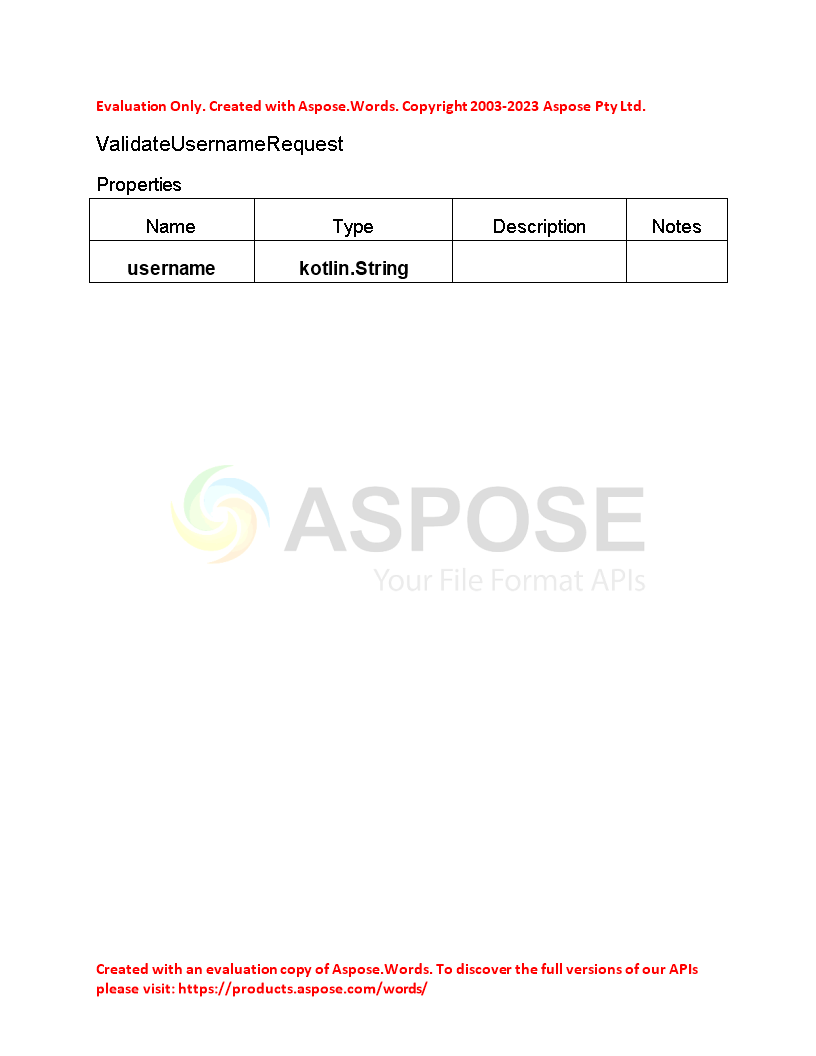 Evaluation Only. Created with Aspose.Words. Copyright 2003-2023 Aspose Pty Ltd.
ValidateUsernameRequest
Properties
Name Type Description Notes
username kotlin.String
ASPOSE
Your File Format APIs
Created with an evaluation copy of Aspose.Words. To discover the full versions of our APIs
please visit: https://products.aspose.com/words/